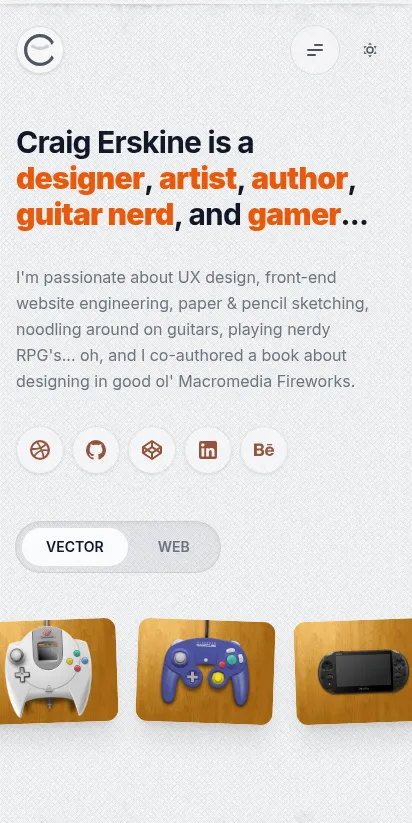 Craig Erskine is a
designer, artist, author,
guitar nerd, and gamer...
I'm passionate about UX design, front-end
website engineering, paper & pencil sketching,
noodling around on guitars, playing nerdy
RPG's... oh, and I co-authored a book about
designing in good ol' Macromedia Fireworks.
Bē
VECTOR WEB